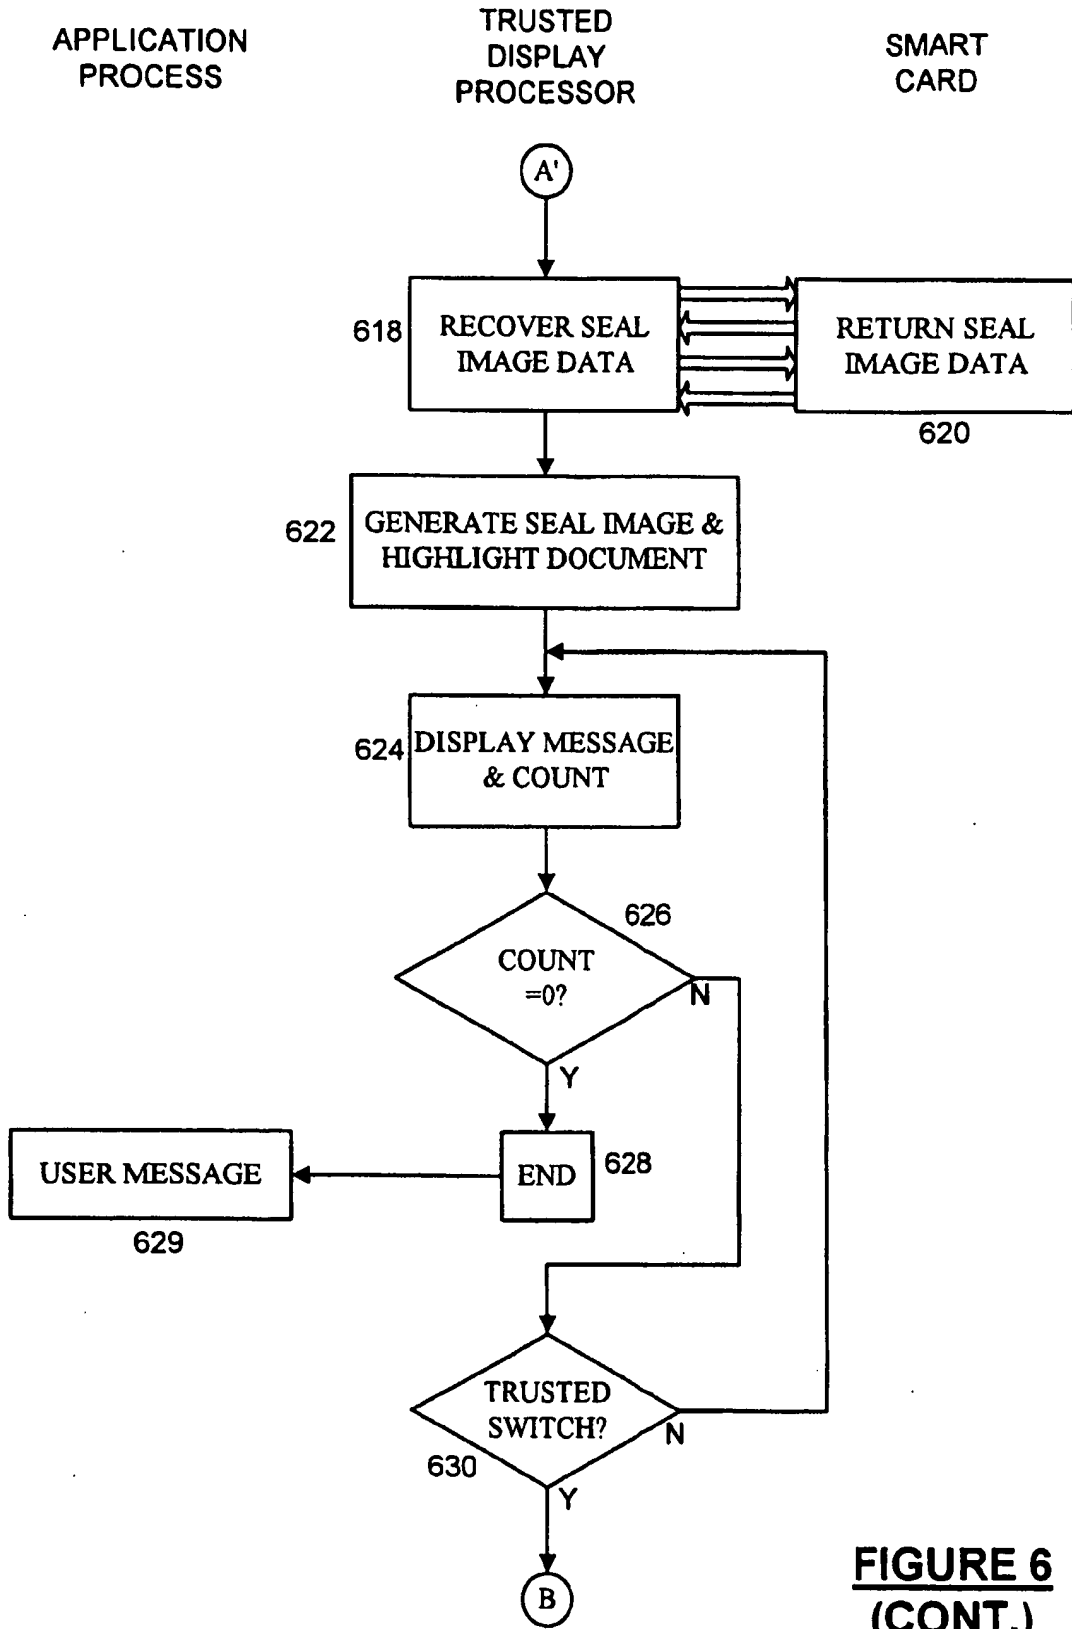 APPLICATION
PROCESS
TRUSTED
DISPLAY
PROCESSOR
SMART
CARD
A'
618
RECOVER SEAL
IMAGE DATA
RETURN SEAL
IMAGE DATA
620
622
GENERATE SEAL IMAGE &
HIGHLIGHT DOCUMENT
624
DISPLAY MESSAGE
& COUNT
626
COUNT
=0?
N
Y
USER MESSAGE
629
END
628
TRUSTED
SWITCH?
N
630
Y
B
FIGURE 6
(CONT.)